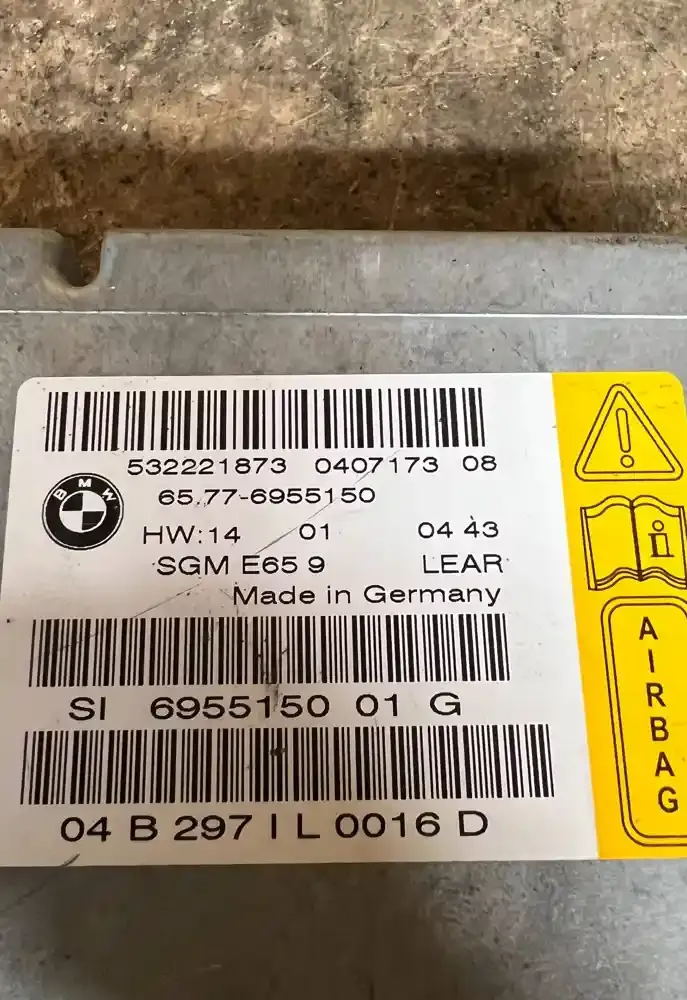 532221873 0407173 08
BMW
65.77-6955150
HW:14 01 04 43
SGM E65 9 LEAR
Made in Germany
SI 6955150 01 G
04 B 297 I L 0016 D
i
AIRBAG